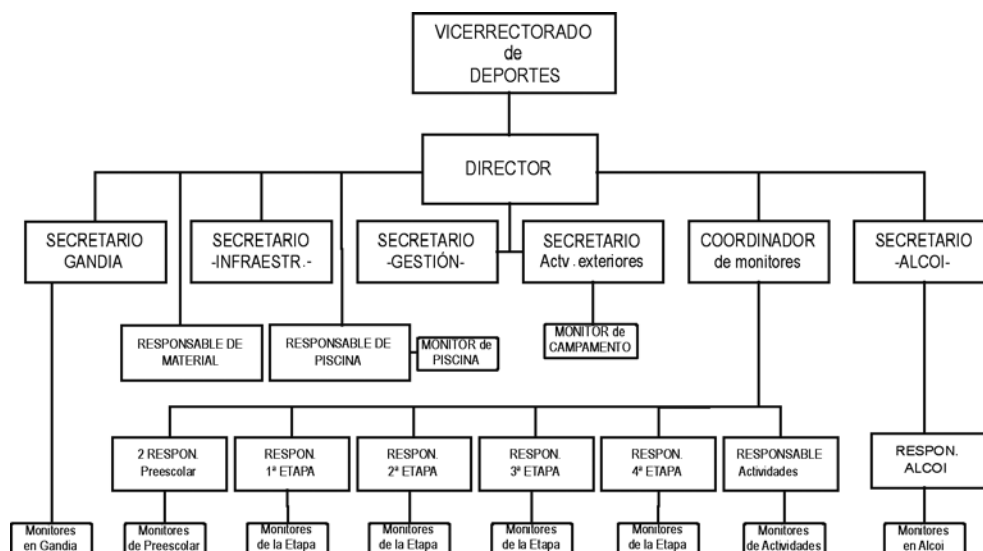 VICERRECTORADO
de
DEPORTES
DIRECTOR
SECRETARIO
GANDIA
SECRETARIO
-INFRAESTR.-
SECRETARIO
-GESTIÓN-
SECRETARIO
Actv. exteriores
COORDINADOR
de monitores
SECRETARIO
-ALCOI-
RESPONSABLE DE
MATERIAL
RESPONSABLE DE
PISCINA
MONITOR de
PISCINA
MONITOR de
CAMPAMENTO
2 RESPON.
Preescolar
RESPON.
1ª ETAPA
RESPON.
2ª ETAPA
RESPON.
3ª ETAPA
RESPON.
4ª ETAPA
RESPONSABLE
Actividades
RESPON.
ALCOI
Monitores
en Gandia
Monitores
de Preescolar
Monitores
de la Etapa
Monitores
de la Etapa
Monitores
de la Etapa
Monitores
de la Etapa
Monitores
de Actividades
Monitores
en Alcoi